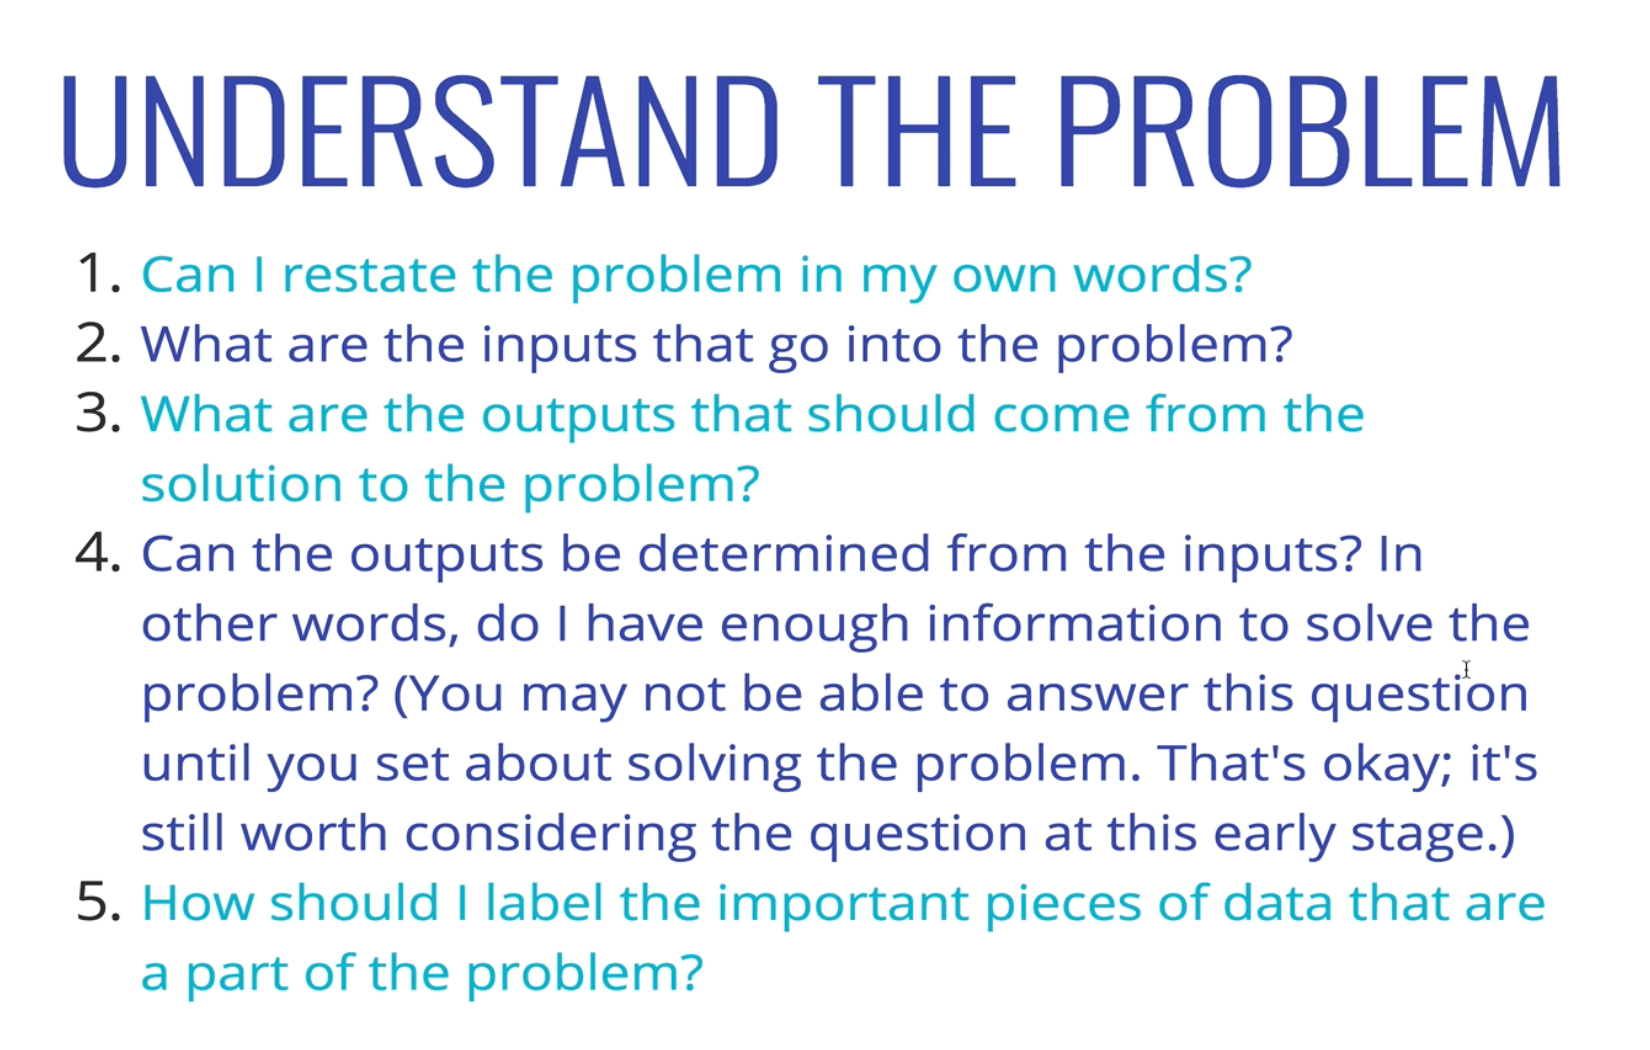 UNDERSTAND THE PROBLEM
1. Can I restate the problem in my own words?
2. What are the inputs that go into the problem?
3. What are the outputs that should come from the
solution to the problem?
4. Can the outputs be determined from the inputs? In
other words, do I have enough information to solve the
problem? (You may not be able to answer this question
until you set about solving the problem. That's okay; it's
still worth considering the question at this early stage.)
5. How should I label the important pieces of data that are
a part of the problem?